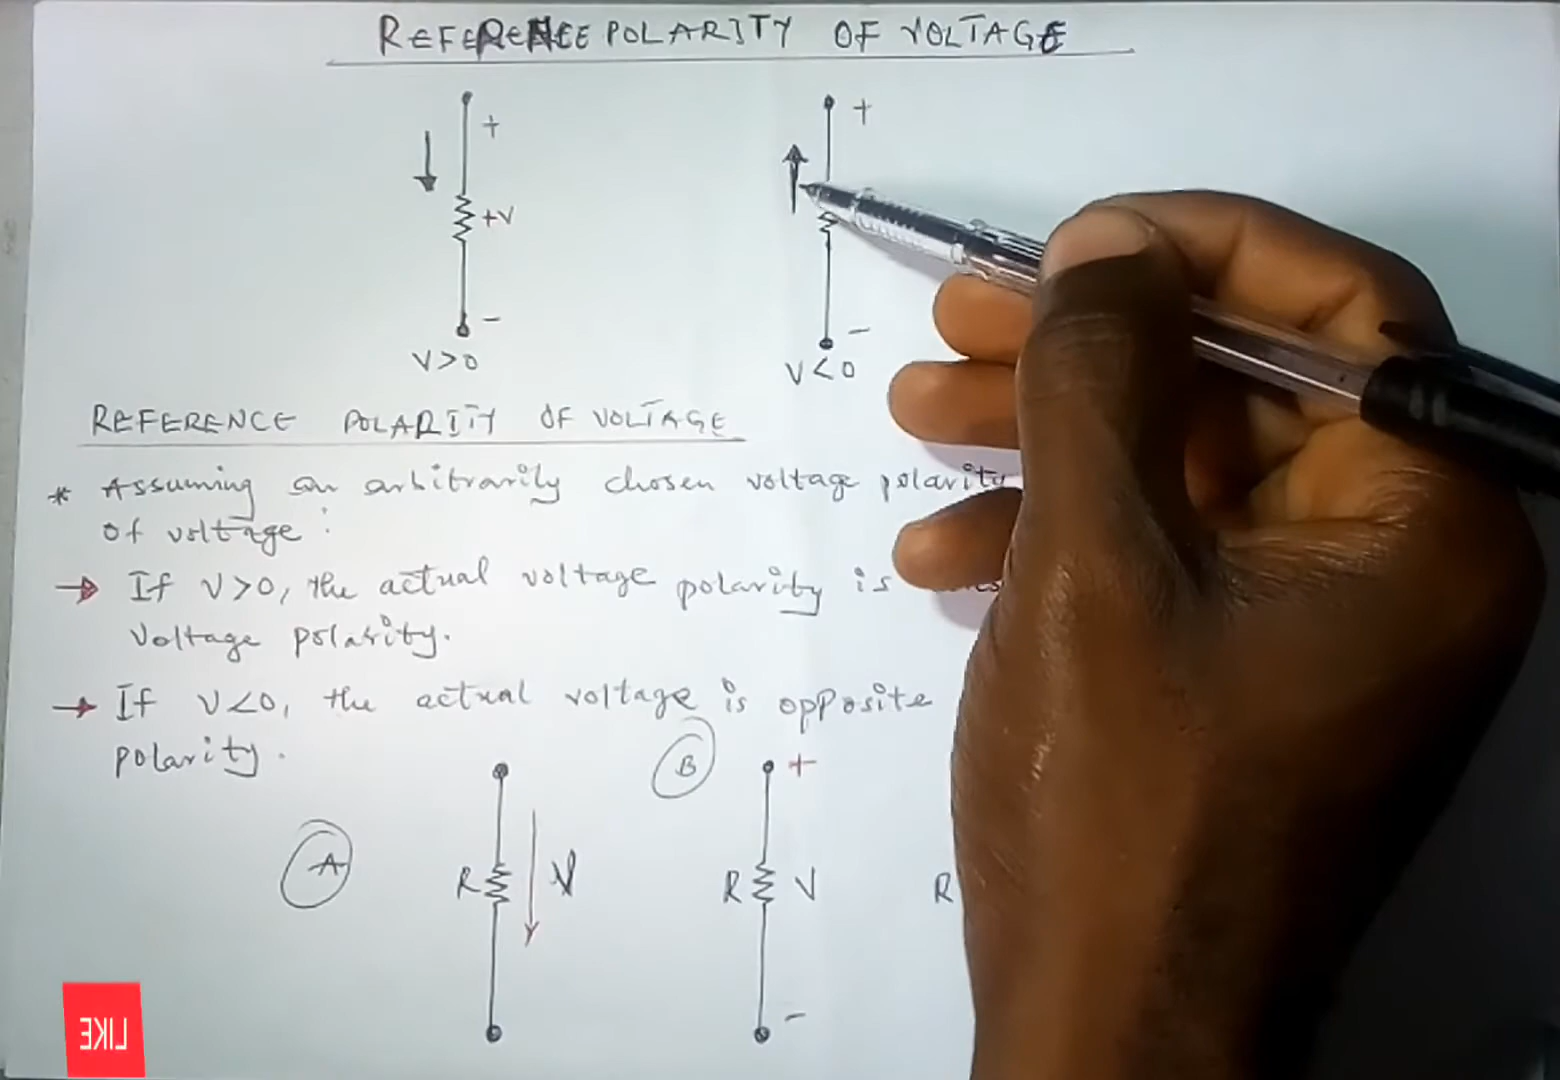 REFERENCE POLARITY OF VOLTAGE
+ +
+V
- -
V>0 V<0
REFERENCE POLARITY OF VOLTAGE
* Assuming an arbitrarily chosen voltage polarity
of voltage:
→ If V>0, the actual voltage polarity is
voltage polarity.
→ If V<0, the actual voltage is opposite
polarity.
A B +
R V R V R
-
LIKE